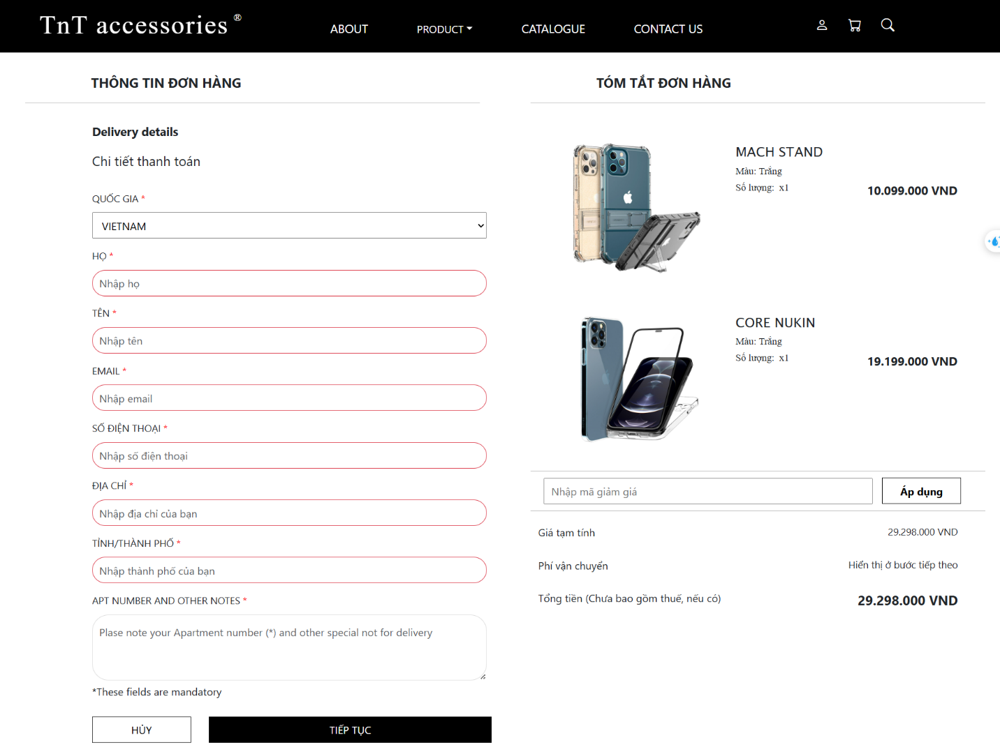 TnT accessories ®
ABOUT
PRODUCT
CATALOGUE
CONTACT US
THÔNG TIN ĐƠN HÀNG
Delivery details
Chi tiết thanh toán
QUỐC GIA *
VIETNAM
HỌ *
Nhập họ
TÊN *
Nhập tên
EMAIL *
Nhập email
SỐ ĐIỆN THOẠI *
Nhập số điện thoại
ĐỊA CHỈ *
Nhập địa chỉ của bạn
TỈNH/THÀNH PHỐ *
Nhập thành phố của bạn
APT NUMBER AND OTHER NOTES *
Plase note your Apartment number (*) and other special not for delivery
*These fields are mandatory
HỦY
TIẾP TỤC
TÓM TẮT ĐƠN HÀNG
MACH STAND
Màu: Trắng
Số lượng: x1
10.099.000 VND
CORE NUKIN
Màu: Trắng
Số lượng: x1
19.199.000 VND
Nhập mã giảm giá
Áp dụng
Giá tạm tính
29.298.000 VND
Phí vận chuyển
Hiển thị ở bước tiếp theo
Tổng tiền (Chưa bao gồm thuế, nếu có)
29.298.000 VND